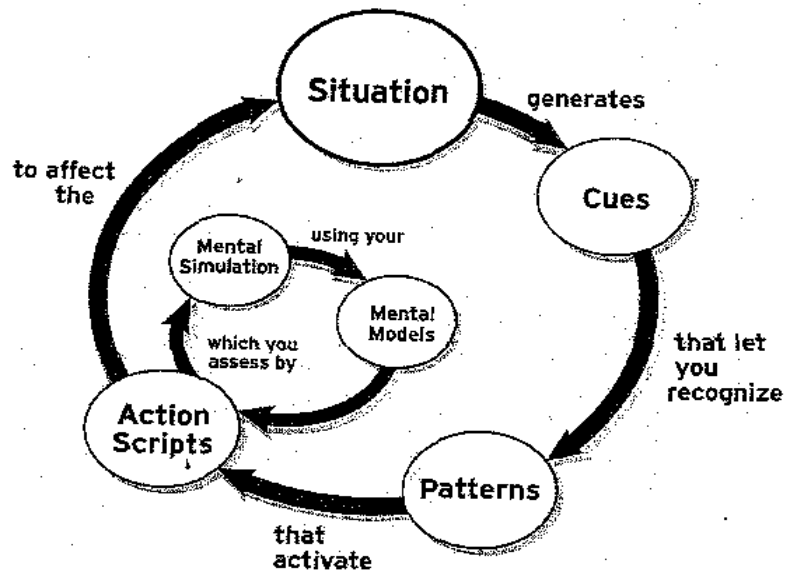 Situation
generates
Cues
that let
you
recognize
Patterns
that
activate
Action
Scripts
which you
assess by
Mental
Simulation
using your
Mental
Models
to affect
the